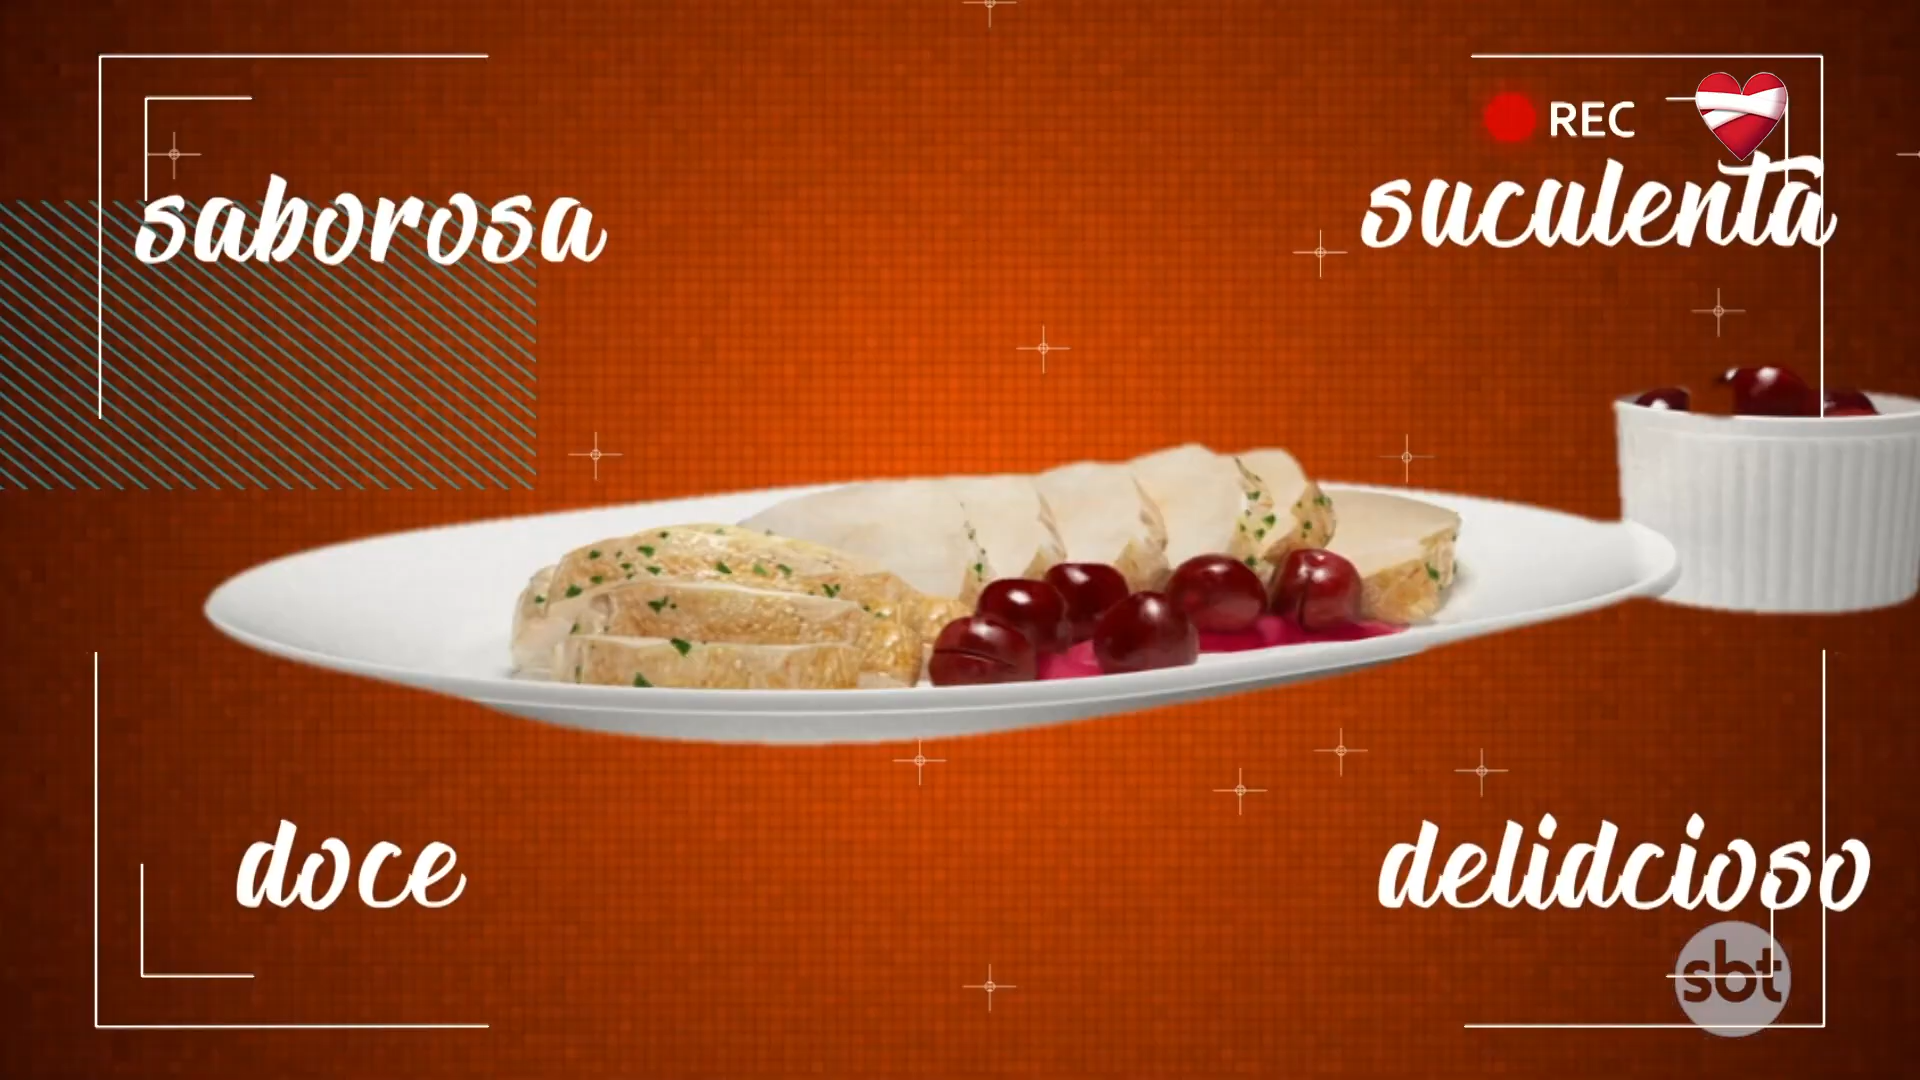 REC
saborosa
suculenta
doce
delidcioso
sbt